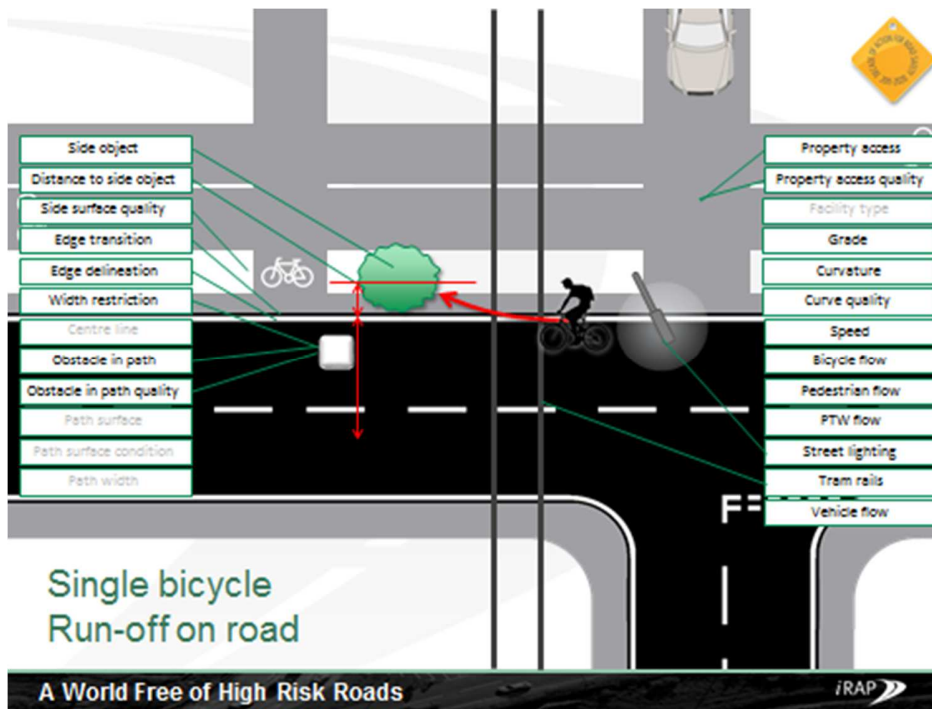 Side object
Distance to side object
Side surface quality
Edge transition
Edge delineation
Width restriction
Centre line
Obstacle in path
Obstacle in path quality
Path surface
Path surface condition
Path width
Property access
Property access quality
Facility type
Grade
Curvature
Curve quality
Speed
Bicycle flow
Pedestrian flow
PTW flow
Street lighting
Tram rails
Vehicle flow
Single bicycle
Run-off on road
A World Free of High Risk Roads
iRAP